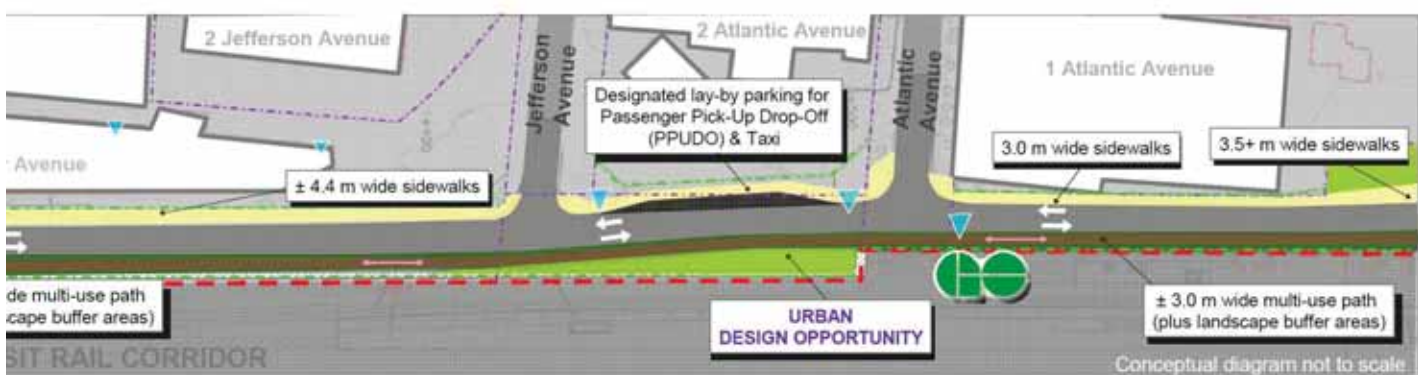 2 Jefferson Avenue
Jefferson
Avenue
2 Atlantic Avenue
Atlantic
Avenue
1 Atlantic Avenue
Designated lay-by parking for
Passenger Pick-Up Drop-Off
(PPUDO) & Taxi
3.0 m wide sidewalks
3.5+ m wide sidewalks
Avenue
± 4.4 m wide sidewalks
de multi-use path
scape buffer areas)
URBAN
DESIGN OPPORTUNITY
GO
± 3.0 m wide multi-use path
(plus landscape buffer areas)
SIT RAIL CORRIDOR
Conceptual diagram not to scale